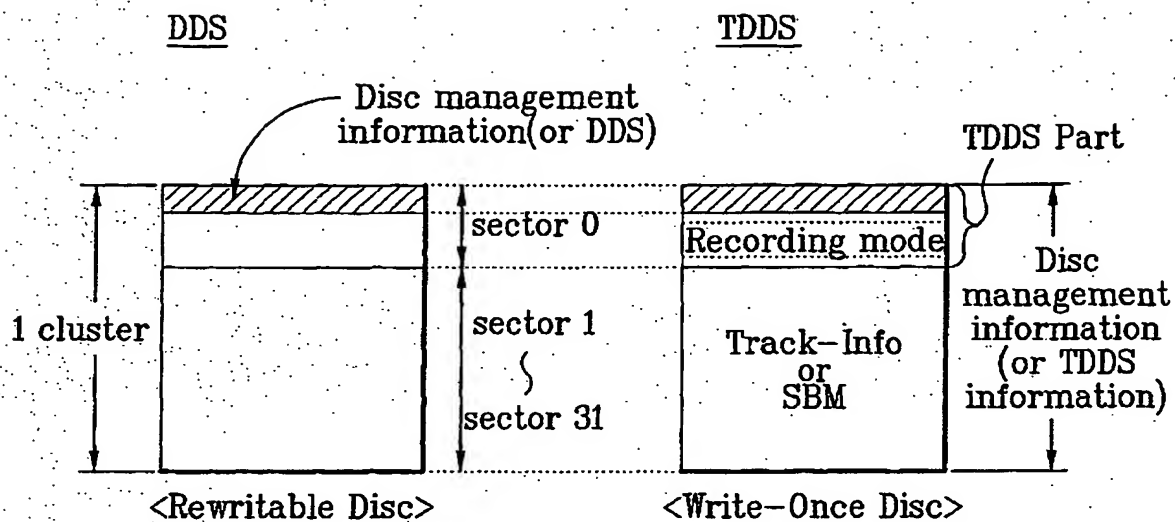 DDS
TDDS
Disc management
information(or DDS)
TDDS Part
sector 0
Recording mode
1 cluster
sector 1
sector 31
Track-Info
or
SBM
Disc
management
information
(or TDDS
information)
<Rewritable Disc>
<Write-Once Disc>